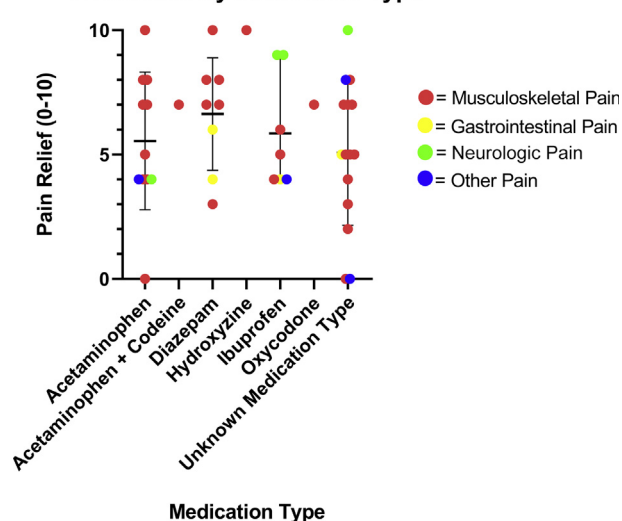 10
5
0
Pain Relief (0-10)
= Musculoskeletal Pain
= Gastrointestinal Pain
= Neurologic Pain
= Other Pain
Acetaminophen
Acetaminophen + Codeine
Diazepam
Hydroxyzine
Ibuprofen
Oxycodone
Unknown Medication Type
Medication Type